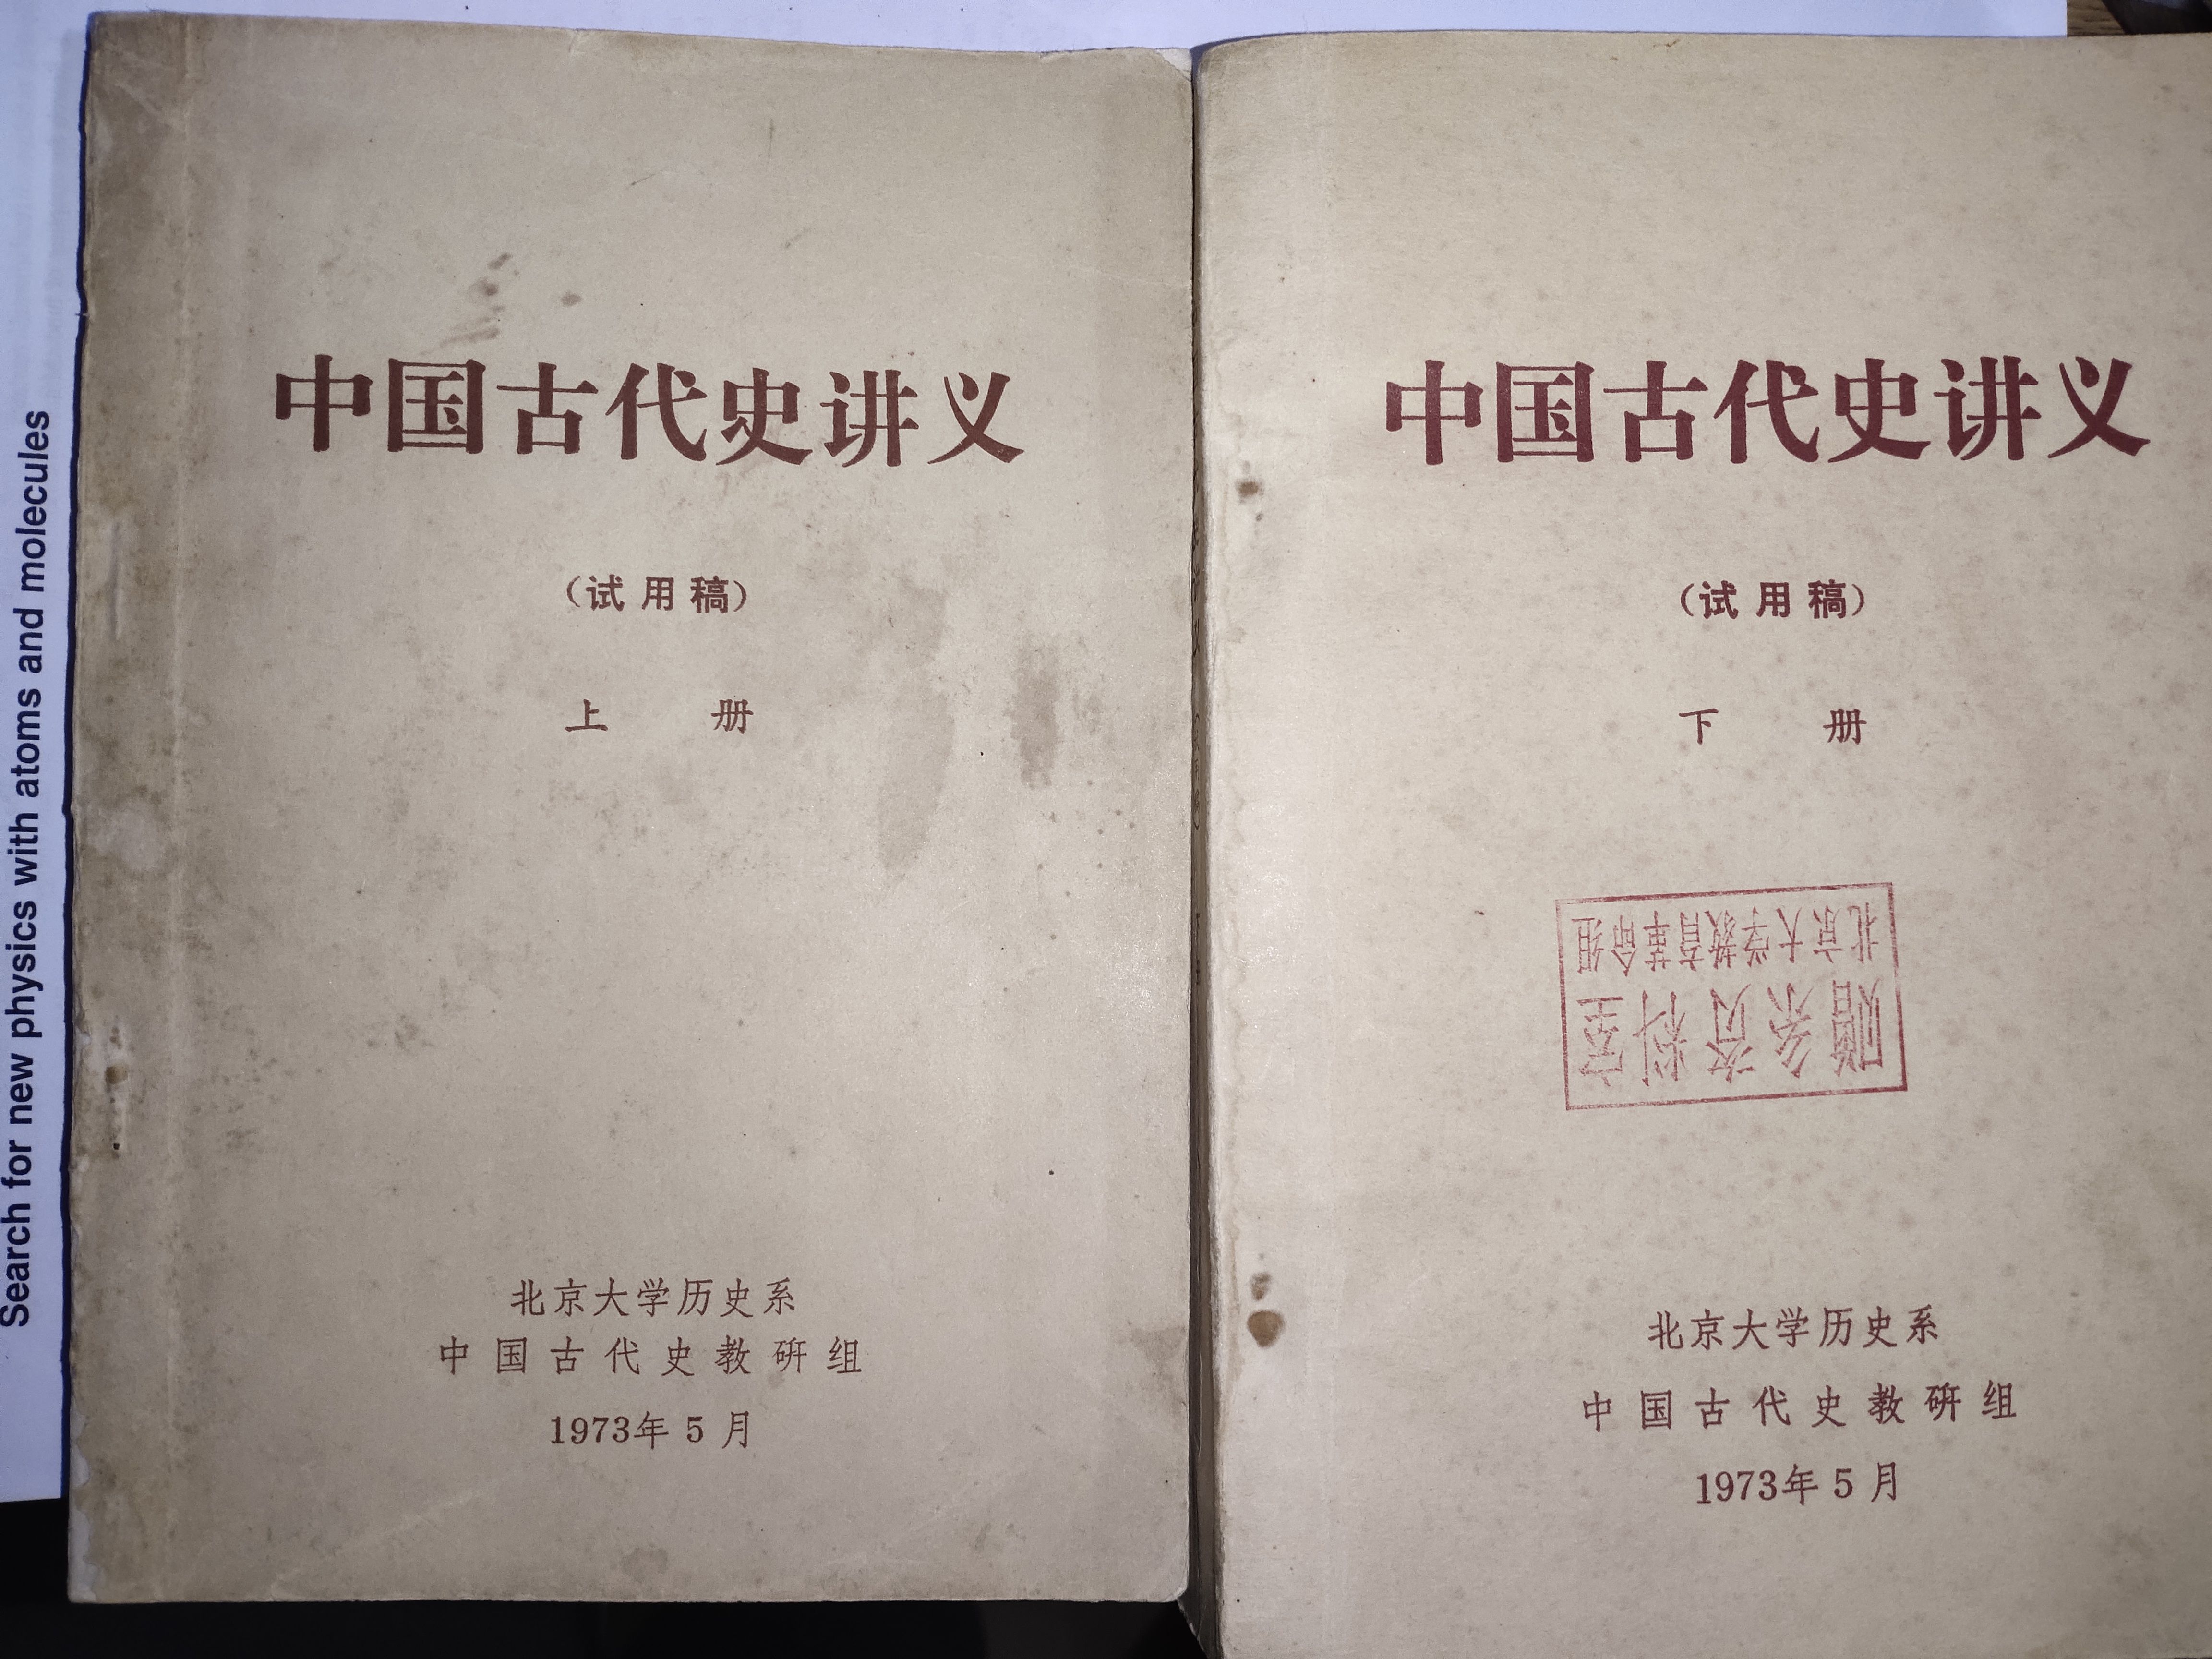 Search for new physics with atoms and molecules
中国古代史讲义
(试用稿)
上 册
北京大学历史系
中国古代史教研组
1973年5月
中国古代史讲义
(试用稿)
下 册
赠系资料室
北京大学教育革命组
北京大学历史系
中国古代史教研组
1973年5月